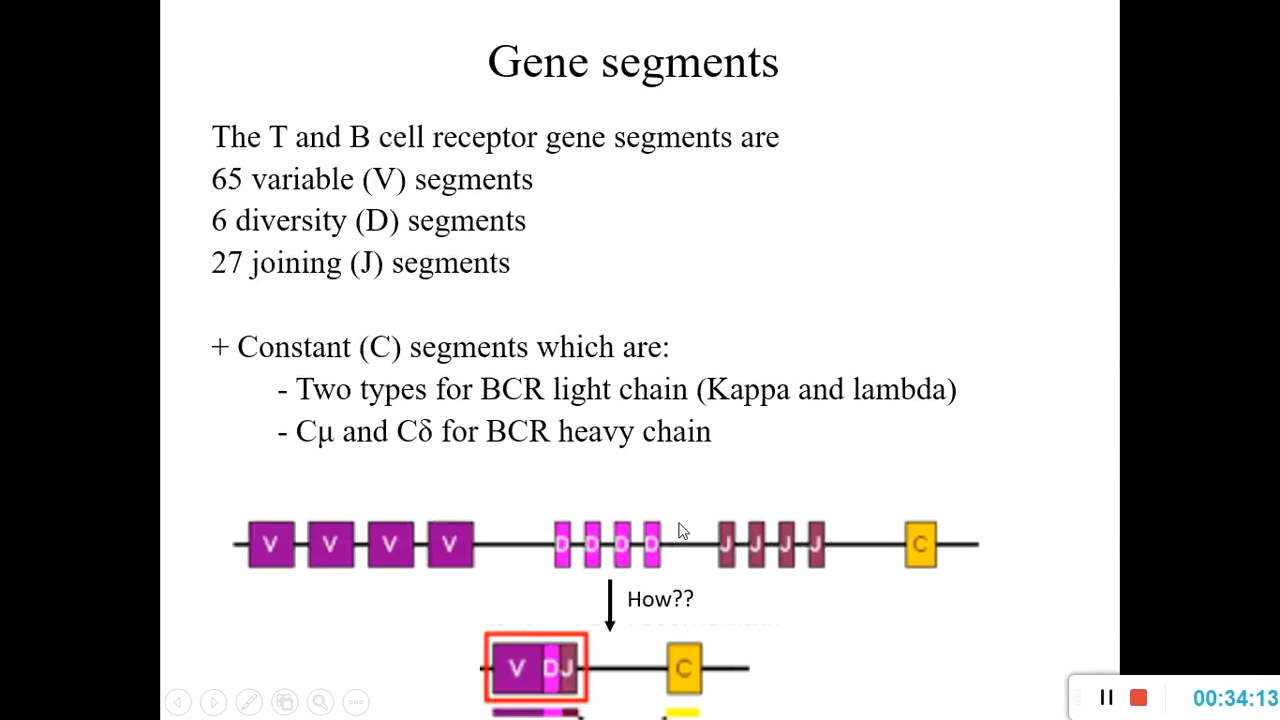 Gene segments
The T and B cell receptor gene segments are
65 variable (V) segments
6 diversity (D) segments
27 joining (J) segments
+ Constant (C) segments which are:
- Two types for BCR light chain (Kappa and lambda)
- Cμ and Cδ for BCR heavy chain
V V V V D D D D J J J J C
How??
V D J C
00:34:13